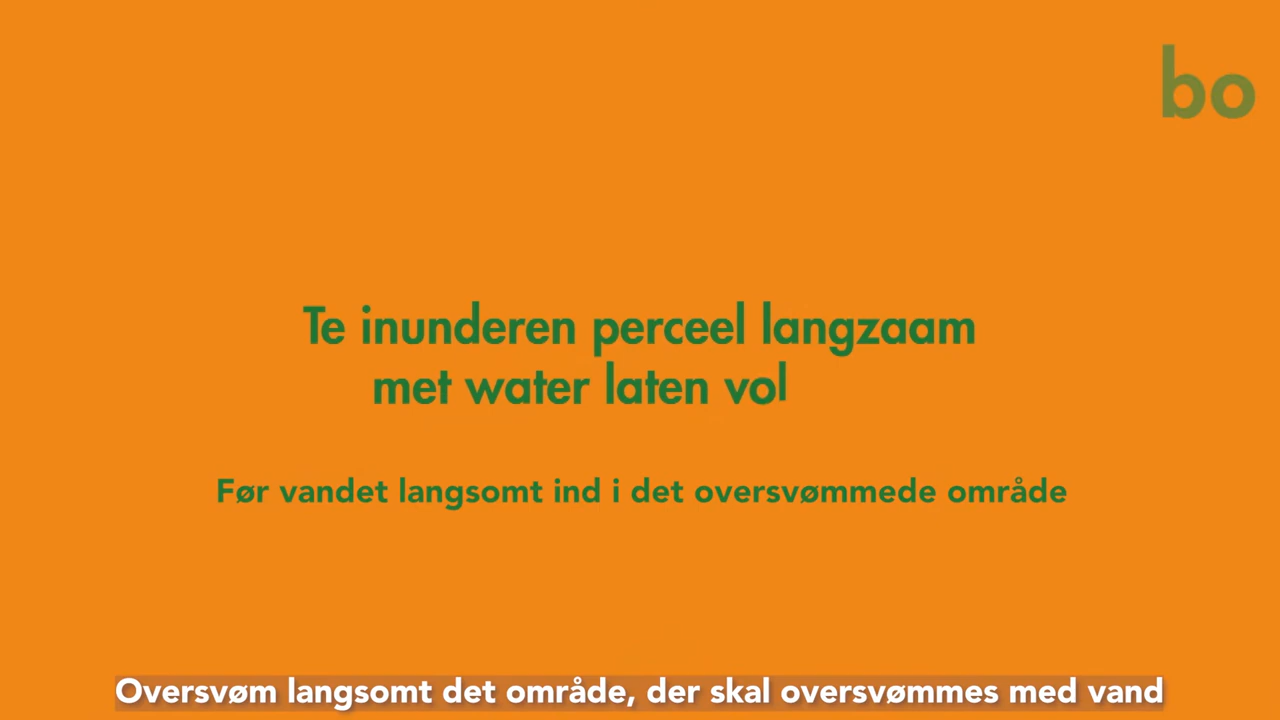 bo
Te inunderen perceel langzaam
met water laten vol
Før vandet langsomt ind i det oversvømmede område
Oversvøm langsomt det område, der skal oversvømmes med vand